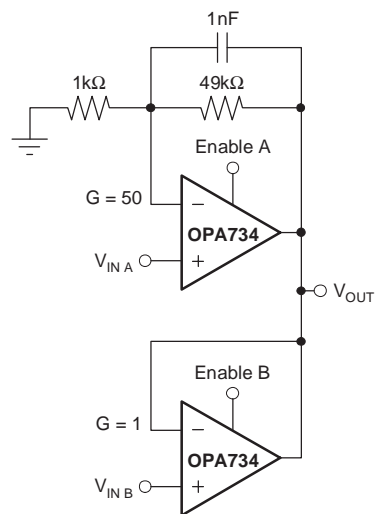 1nF
1kΩ
49kΩ
Enable A
G = 50
−
OPA734
+
V_IN A
V_OUT
Enable B
G = 1
−
OPA734
+
V_IN B